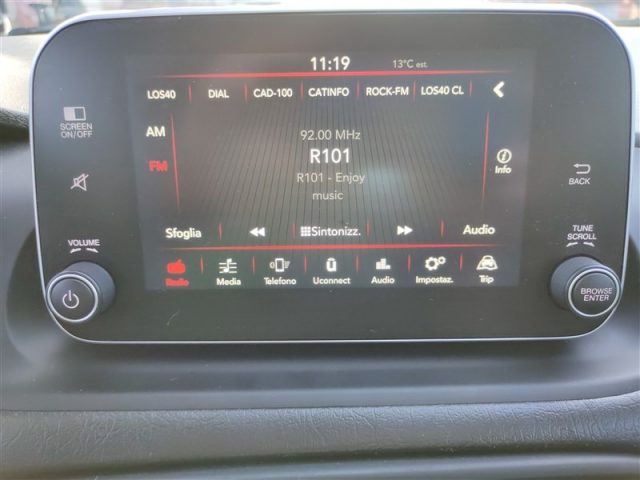 11:19 13°C est.
LOS40 DIAL CAD-100 CATINFO ROCK-FM LOS40 CL
SCREEN
ON/OFF
AM
FM
92.00 MHz
R101
R101 - Enjoy
music
Info
BACK
Sfoglia Sintonizz. Audio
VOLUME
TUNE
SCROLL
Radio Media Telefono Uconnect Audio Impostaz. Trip
BROWSE
ENTER